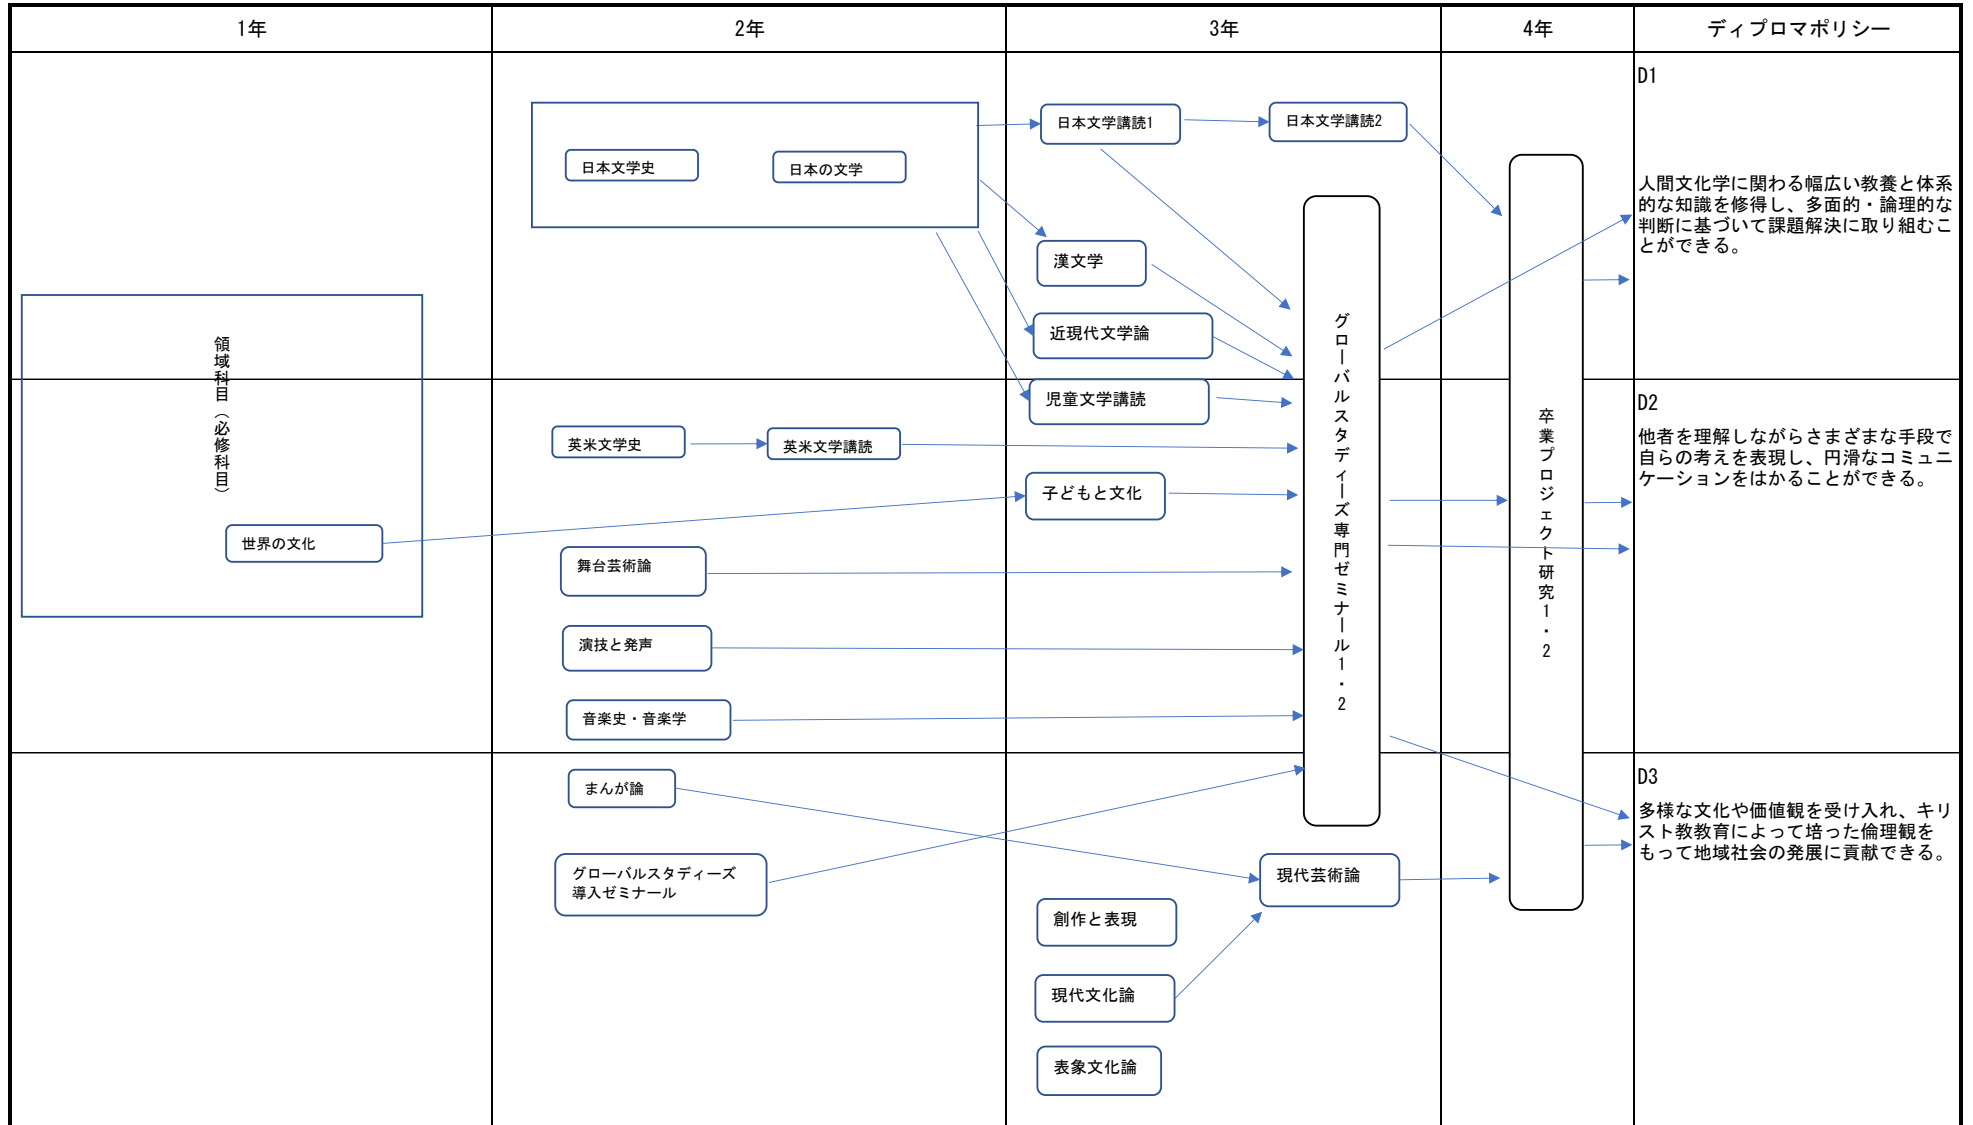 1年
2年
3年
4年
ディプロマポリシー
D1
人間文化学に関わる幅広い教養と体系
的な知識を修得し、多面的・論理的な
判断に基づいて課題解決に取り組むこ
とができる。
D2
他者を理解しながらさまざまな手段で
自らの考えを表現し、円滑なコミュニ
ケーションをはかることができる。
D3
多様な文化や価値観を受け入れ、キリ
スト教教育によって培った倫理観を
もって地域社会の発展に貢献できる。
領域科目（必修科目）
世界の文化
日本文学史
日本の文学
英米文学史
英米文学講読
舞台芸術論
演技と発声
音楽史・音楽学
まんが論
グローバルスタディーズ
導入ゼミナール
日本文学講読1
日本文学講読2
漢文学
近現代文学論
児童文学講読
子どもと文化
グローバルスタディーズ専門ゼミナール1・2
現代芸術論
創作と表現
現代文化論
表象文化論
卒業プロジェクト研究1・2